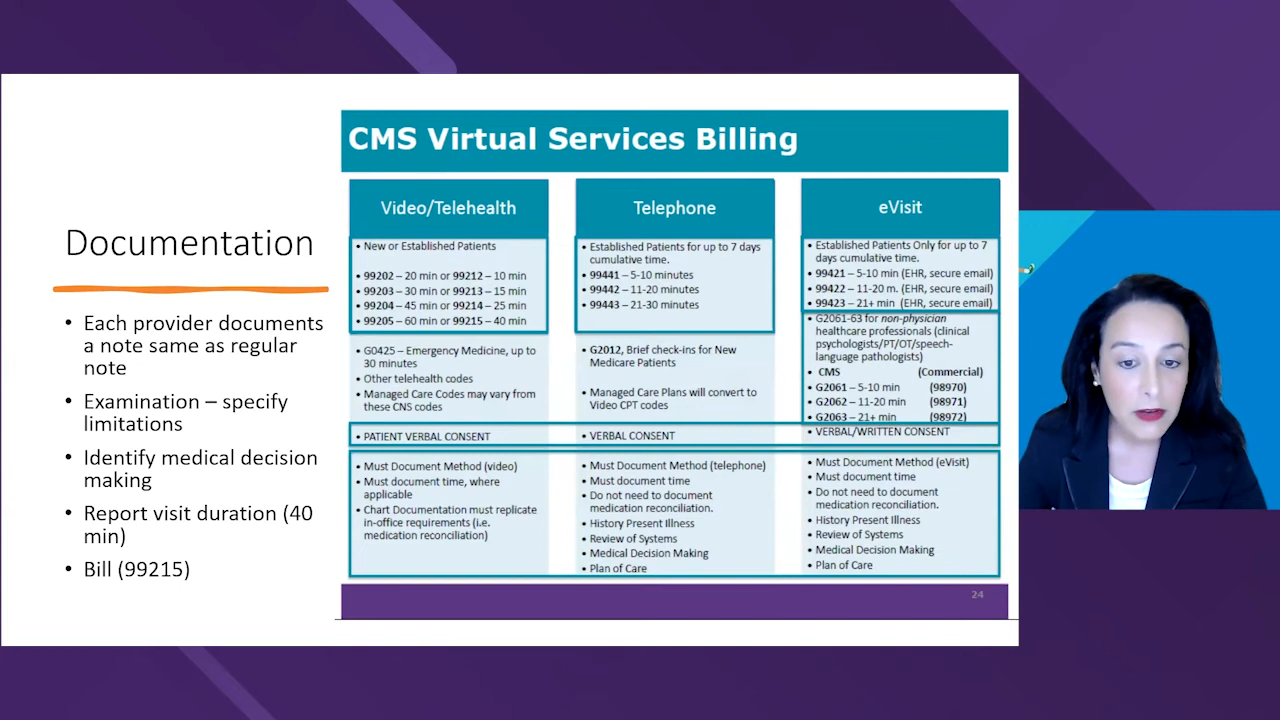 Documentation
• Each provider documents
a note same as regular
note
• Examination – specify
limitations
• Identify medical decision
making
• Report visit duration (40
min)
• Bill (99215)
CMS Virtual Services Billing
Video/Telehealth
• New or Established Patients
• 99202 – 20 min or 99212 – 10 min
• 99203 – 30 min or 99213 – 15 min
• 99204 – 45 min or 99214 – 25 min
• 99205 – 60 min or 99215 – 40 min
• G0425 – Emergency Medicine, up to
30 minutes
• Other telehealth codes
• Managed Care Codes may vary from
these CNS codes
• PATIENT VERBAL CONSENT
• Must Document Method (video)
• Must document time, where
applicable
• Chart Documentation must replicate
in-office requirements (i.e.
medication reconciliation)
Telephone
• Established Patients for up to 7 days
cumulative time.
• 99441 – 5-10 minutes
• 99442 – 11-20 minutes
• 99443 – 21-30 minutes
• G2012, Brief check-ins for New
Medicare Patients
• Managed Care Plans will convert to
Video CPT codes
• VERBAL CONSENT
• Must Document Method (telephone)
• Must document time
• Do not need to document
medication reconciliation.
• History Present Illness
• Review of Systems
• Medical Decision Making
• Plan of Care
eVisit
• Established Patients Only for up to 7
days cumulative time.
• 99421 – 5-10 min (EHR, secure email)
• 99422 – 11-20 m. (EHR, secure email)
• 99423 – 21+ min (EHR, secure email)
• G2061-63 for non-physician
healthcare professionals (clinical
psychologists/PT/OT/speech-
language pathologists)
• CMS (Commercial)
• G2061 – 5-10 min (98970)
• G2062 – 11-20 min (98971)
• G2063 – 21+ min (98972)
• VERBAL/WRITTEN CONSENT
• Must Document Method (eVisit)
• Must document time
• Do not need to document
medication reconciliation.
• History Present Illness
• Review of Systems
• Medical Decision Making
• Plan of Care
24